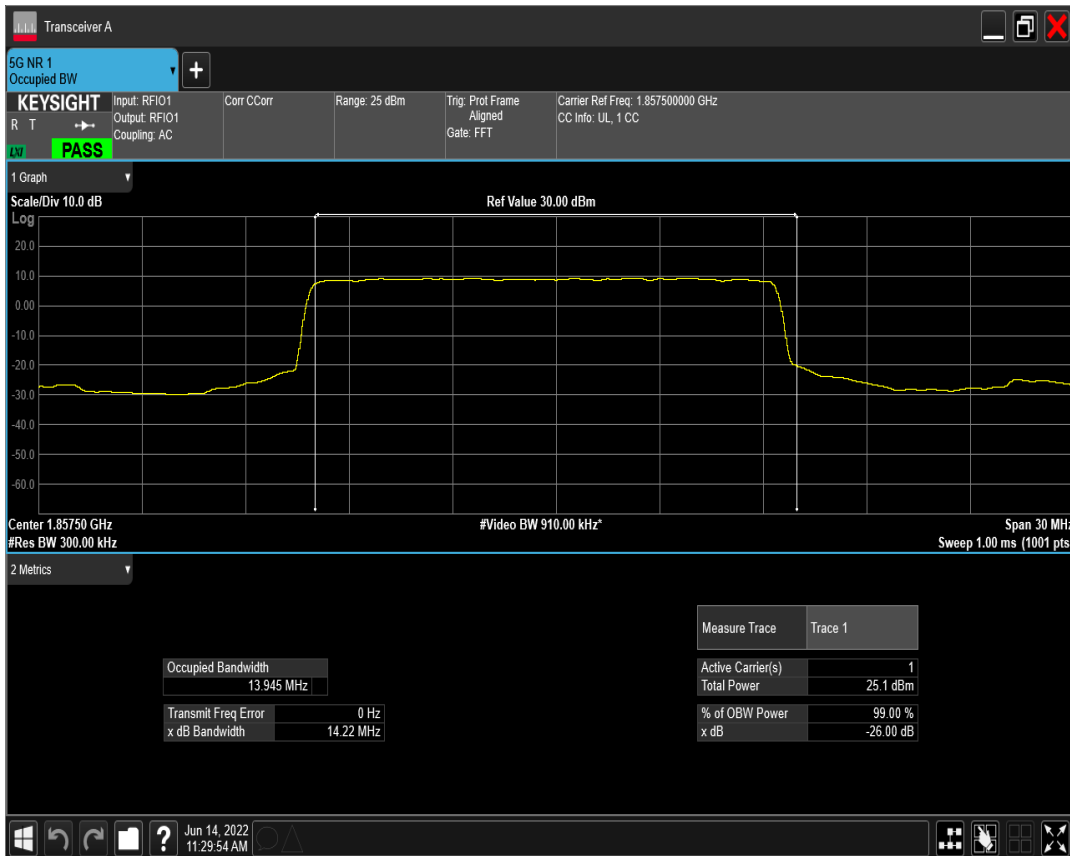 Transceiver A
5G NR 1
Occupied BW
+
KEYSIGHT
R T
LXI
PASS
Input: RFIO1
Output: RFIO1
Coupling: AC
Corr CCorr
Range: 25 dBm
Trig: Prot Frame
Aligned
Gate: FFT
Carrier Ref Freq: 1.857500000 GHz
CC Info: UL, 1 CC
1 Graph
Scale/Div 10.0 dB
Ref Value 30.00 dBm
Log
20.0
10.0
0.00
-10.0
-20.0
-30.0
-40.0
-50.0
-60.0
Center 1.85750 GHz
#Video BW 910.00 kHz*
Span 30 MHz
#Res BW 300.00 kHz
Sweep 1.00 ms (1001 pts
2 Metrics
Measure Trace Trace 1
Occupied Bandwidth
13.945 MHz
Active Carrier(s) 1
Total Power 25.1 dBm
Transmit Freq Error 0 Hz
x dB Bandwidth 14.22 MHz
% of OBW Power 99.00 %
x dB -26.00 dB
?
Jun 14, 2022
11:29:54 AM